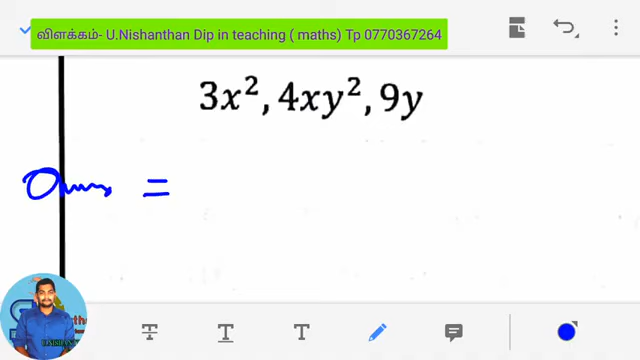 விளக்கம்- U.Nishanthan Dip in teaching ( maths) Tp 0770367264
3x², 4xy², 9y
=